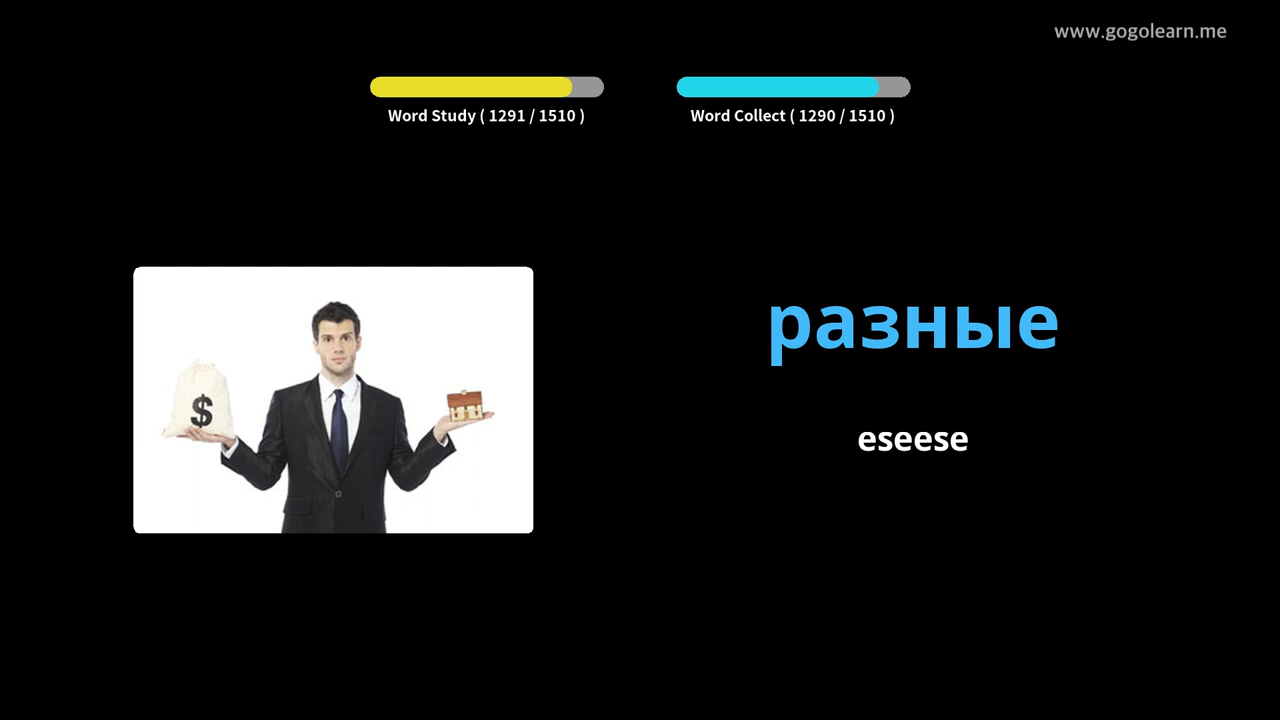 www.gogolearn.me
Word Study ( 1291 / 1510 )
Word Collect ( 1290 / 1510 )
разные
$
eseese